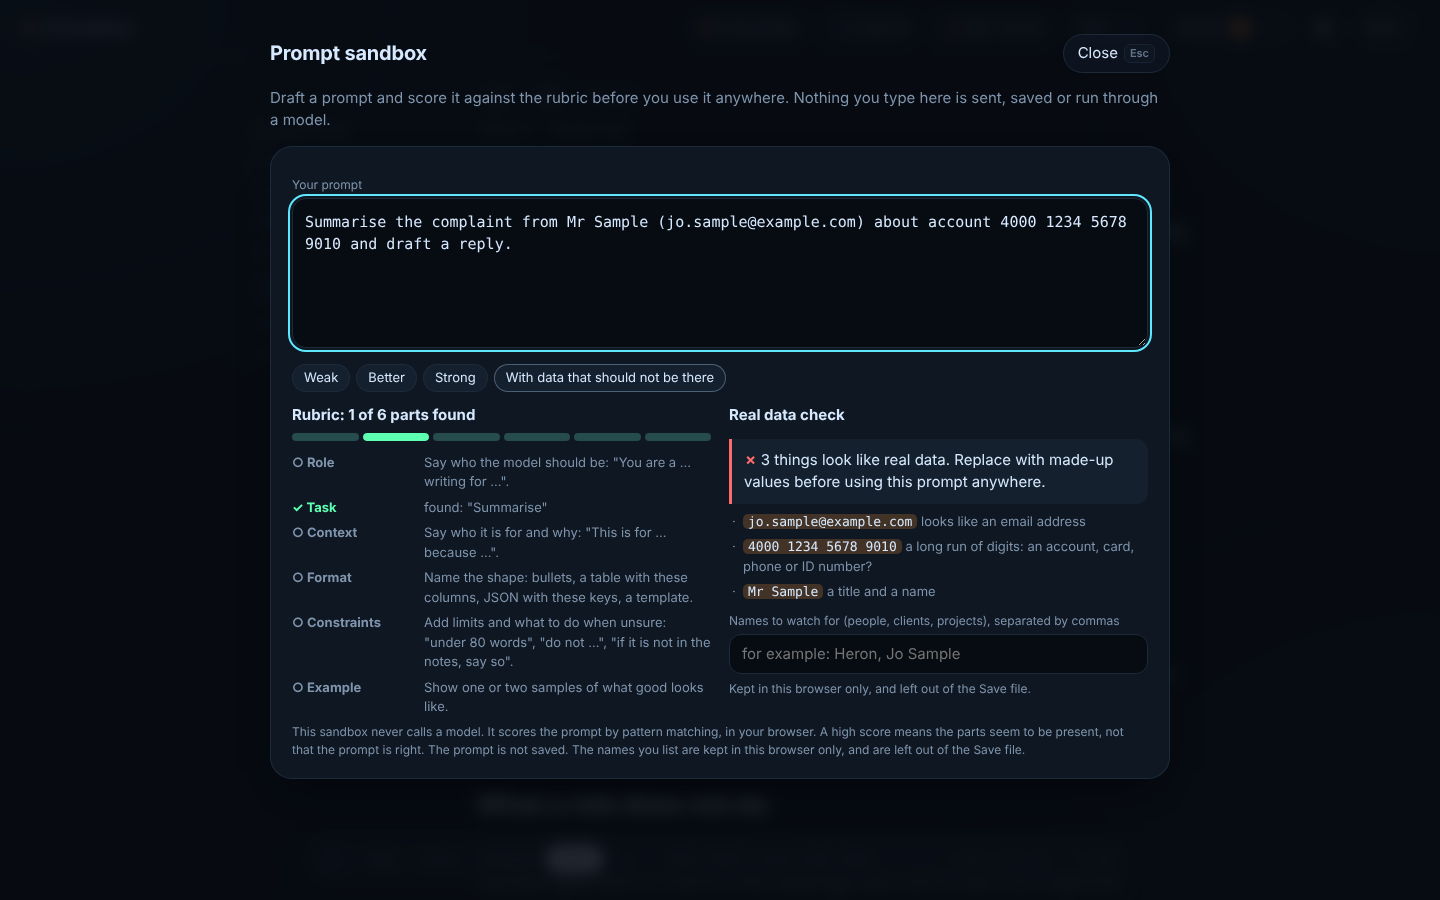 Prompt sandbox
Close Esc
Draft a prompt and score it against the rubric before you use it anywhere. Nothing you type here is sent, saved or run through
a model.
Your prompt
Summarise the complaint from Mr Sample (jo.sample@example.com) about account 4000 1234 5678
9010 and draft a reply.
Weak Better Strong With data that should not be there
Rubric: 1 of 6 parts found
○ Role
Say who the model should be: "You are a ...
writing for ...".
✓ Task
found: "Summarise"
○ Context
Say who it is for and why: "This is for ...
because ...".
○ Format
Name the shape: bullets, a table with these
columns, JSON with these keys, a template.
○ Constraints
Add limits and what to do when unsure:
"under 80 words", "do not ...", "if it is not in the
notes, say so".
○ Example
Show one or two samples of what good looks
like.
Real data check
× 3 things look like real data. Replace with made-up
values before using this prompt anywhere.
· jo.sample@example.com looks like an email address
· 4000 1234 5678 9010 a long run of digits: an account, card,
phone or ID number?
· Mr Sample a title and a name
Names to watch for (people, clients, projects), separated by commas
for example: Heron, Jo Sample
Kept in this browser only, and left out of the Save file.
This sandbox never calls a model. It scores the prompt by pattern matching, in your browser. A high score means the parts seem to be present, not
that the prompt is right. The prompt is not saved. The names you list are kept in this browser only, and are left out of the Save file.